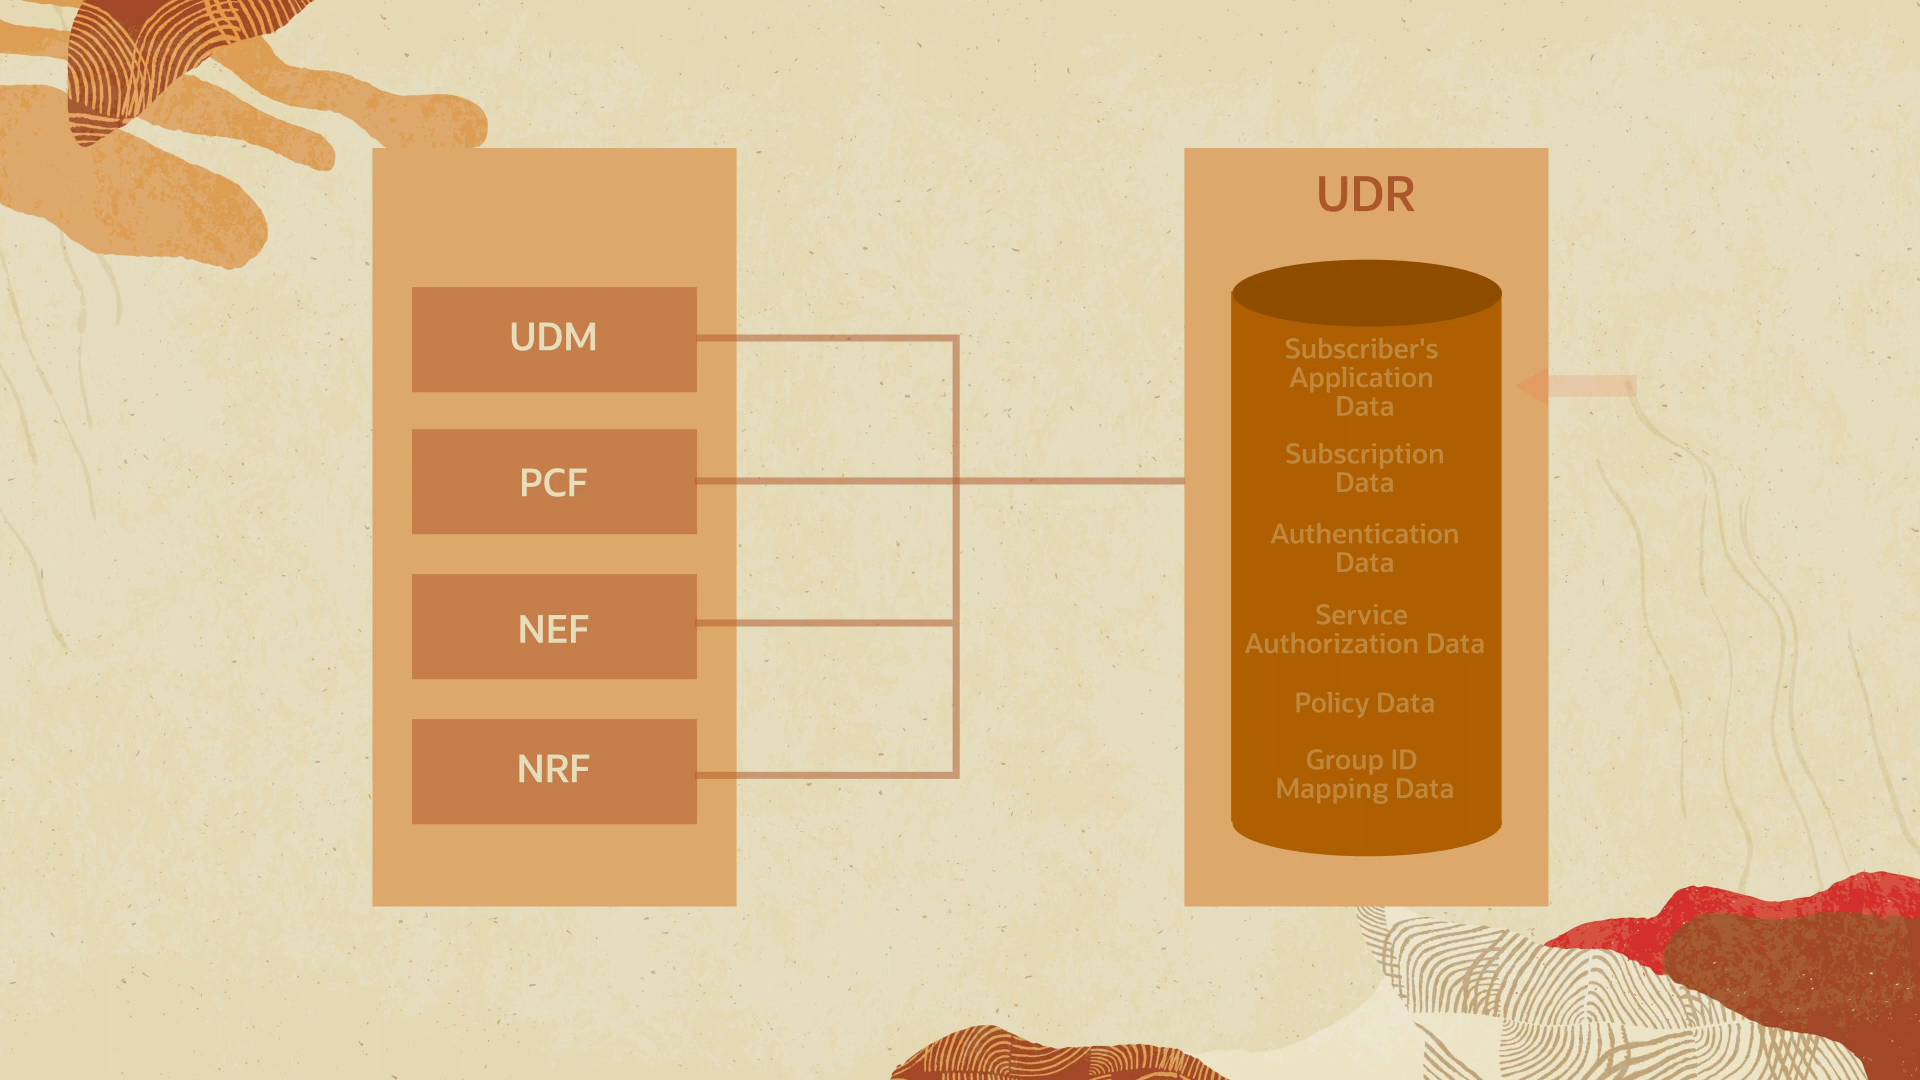 UDM
PCF
NEF
NRF
UDR
Subscriber's
Application
Data
Subscription
Data
Authentication
Data
Service
Authorization Data
Policy Data
Group ID
Mapping Data